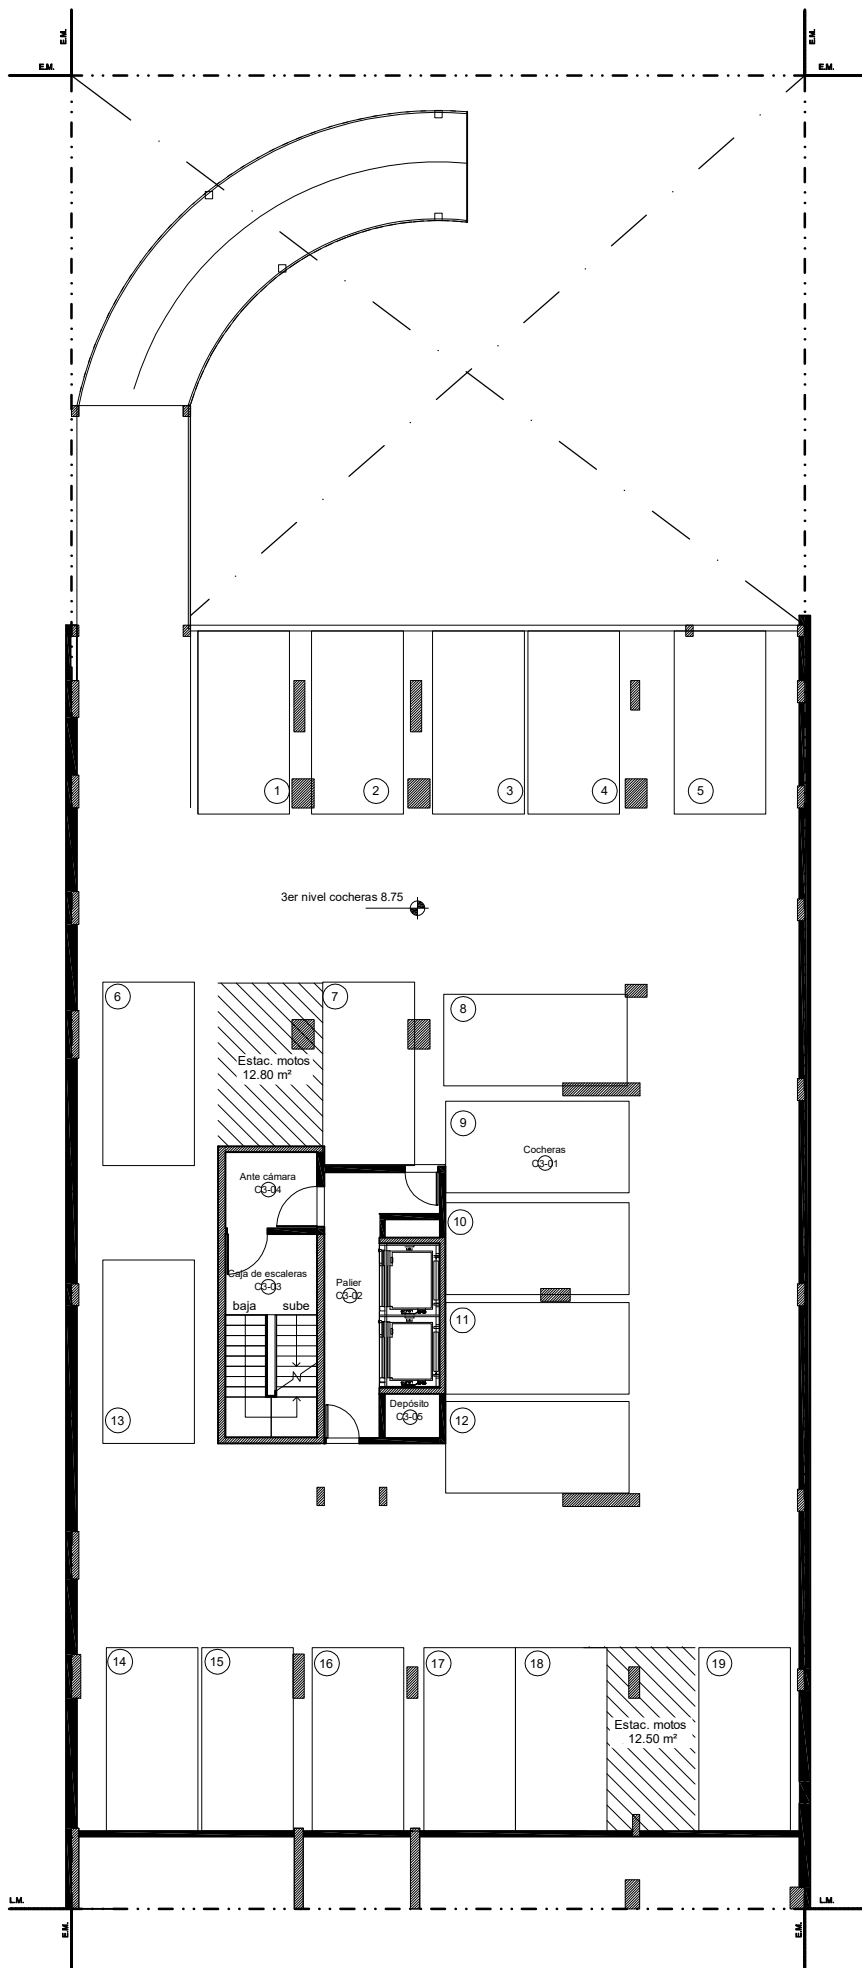 E.M.
E.M.
E.M.
E.M.
1
2
3
4
5
3er nivel cocheras 8.75
6
7
8
Estac. motos
12.80 m²
9
Cocheras
C3-01
Ante cámara
C3-04
10
Caja de escaleras
C3-03
Palier
C3-02
baja
sube
11
Depósito
C3-05
12
13
14
15
16
17
18
19
Estac. motos
12.50 m²
L.M.
L.M.
E.M.
E.M.